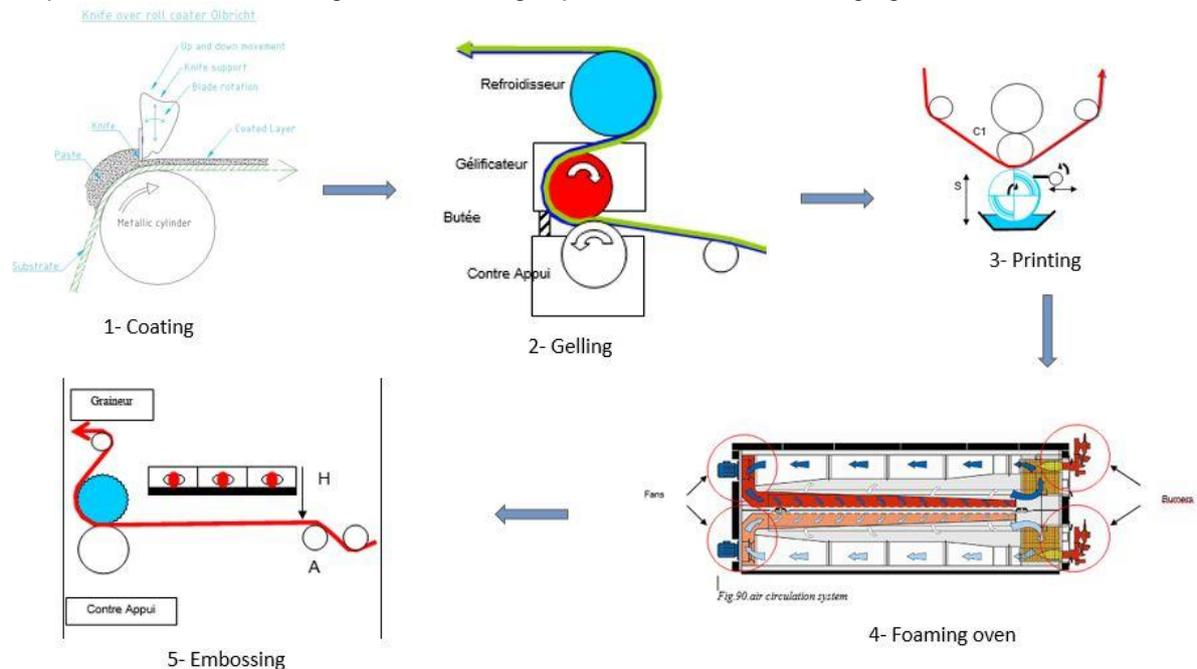 Knife over roll coater Olbricht
Up and down movement
Knife support
Blade rotation
Knife
Coated Layer
Paste
Metallic cylinder
Substrate
1- Coating
Refroidisseur
Gélificateur
Butée
Contre Appui
2- Gelling
C1
S
3- Printing
Graineur
H
A
Contre Appui
5- Embossing
Fans
Burners
Fig.90.air circulation system
4- Foaming oven